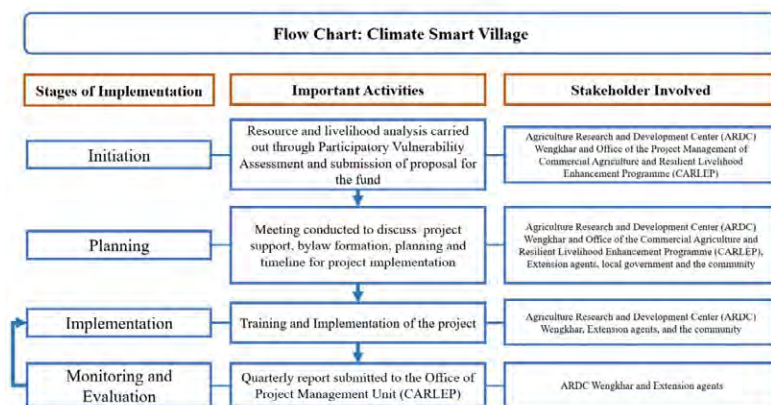 Flow Chart: Climate Smart Village
Stages of Implementation
Important Activities
Stakeholder Involved
Initiation
Resource and livelihood analysis carried
out through Participatory Vulnerability
Assessment and submission of proposal for
the fund
Agriculture Research and Development Center (ARDC)
Wengkhar and Office of the Project Management of
Commercial Agriculture and Resilient Livelihood
Enhancement Programme (CARLEP)
Planning
Meeting conducted to discuss project
support, bylaw formation, planning and
timeline for project implementation
Agriculture Research and Development Center (ARDC)
Wengkhar and Office of the Commercial Agriculture and
Resilient Livelihood Enhancement Programme (CARLEP),
Extension agents, local government and the community
Implementation
Training and Implementation of the project
Agriculture Research and Development Center (ARDC)
Wengkhar, Extension agents, and the community
Monitoring and
Evaluation
Quarterly report submitted to the Office of
Project Management Unit (CARLEP)
ARDC Wengkhar and Extension agents